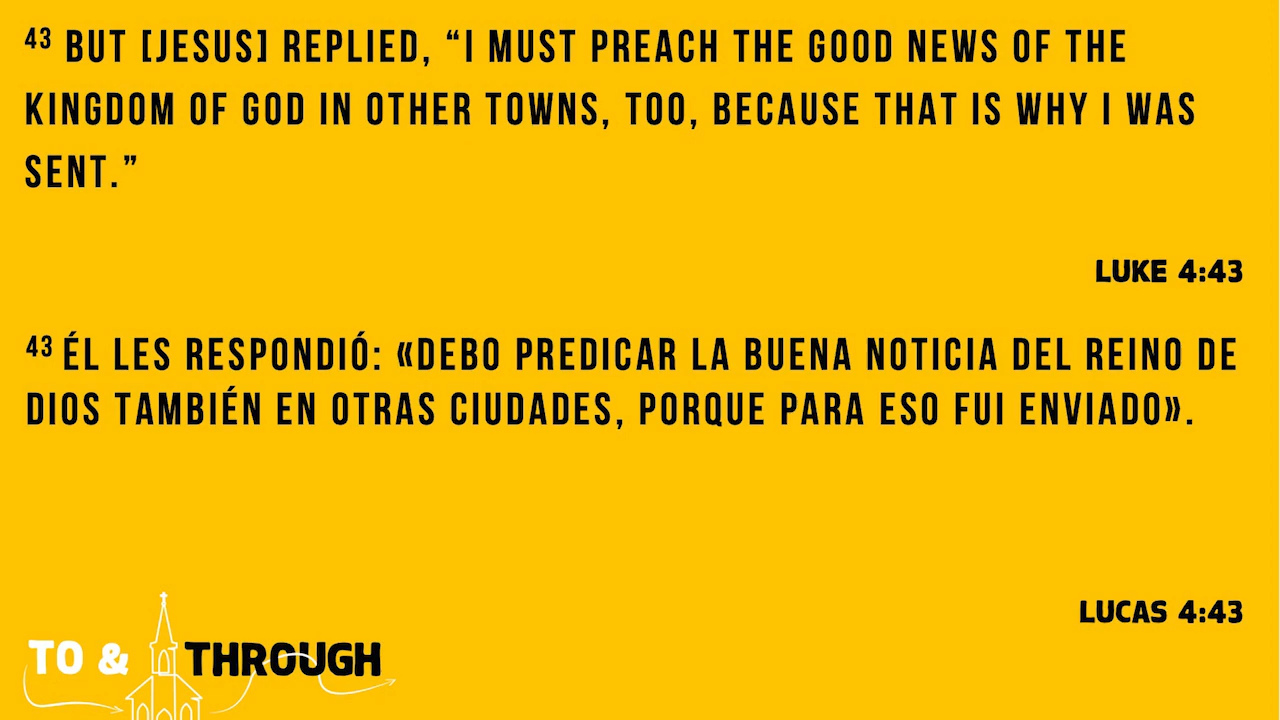 43 BUT [JESUS] REPLIED, “I MUST PREACH THE GOOD NEWS OF THE
KINGDOM OF GOD IN OTHER TOWNS, TOO, BECAUSE THAT IS WHY I WAS
SENT.”
LUKE 4:43
43 ÉL LES RESPONDIÓ: «DEBO PREDICAR LA BUENA NOTICIA DEL REINO DE
DIOS TAMBIÉN EN OTRAS CIUDADES, PORQUE PARA ESO FUI ENVIADO».
LUCAS 4:43
TO & THROUGH